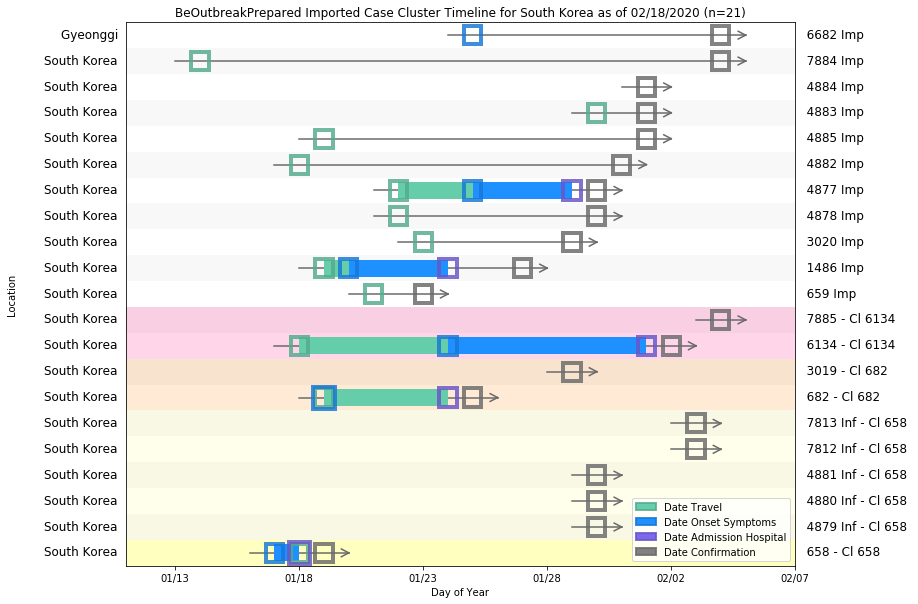 BeOutbreakPrepared Imported Case Cluster Timeline for South Korea as of 02/18/2020 (n=21)
Gyeonggi 6682 Imp
South Korea 7884 Imp
South Korea 4884 Imp
South Korea 4883 Imp
South Korea 4885 Imp
South Korea 4882 Imp
South Korea 4877 Imp
South Korea 4878 Imp
South Korea 3020 Imp
South Korea 1486 Imp
South Korea 659 Imp
South Korea 7885 - Cl 6134
South Korea 6134 - Cl 6134
South Korea 3019 - Cl 682
South Korea 682 - Cl 682
South Korea 7813 Inf - Cl 658
South Korea 7812 Inf - Cl 658
South Korea 4881 Inf - Cl 658
South Korea 4880 Inf - Cl 658
South Korea 4879 Inf - Cl 658
South Korea 658 - Cl 658
Location
Date Travel
Date Onset Symptoms
Date Admission Hospital
Date Confirmation
01/13 01/18 01/23 01/28 02/02 02/07
Day of Year